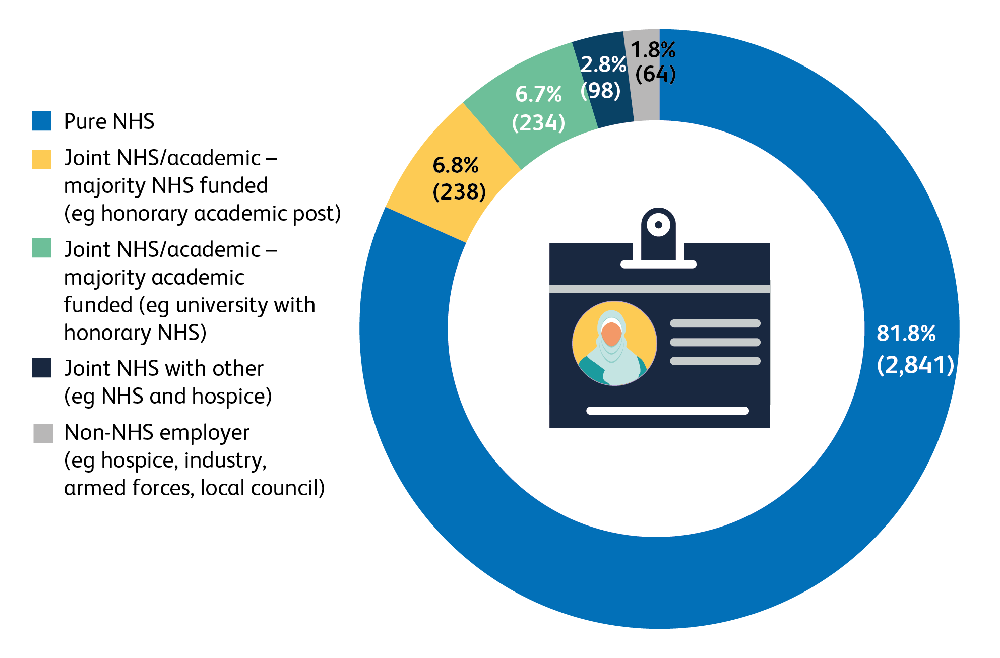 Pure NHS
Joint NHS/academic –
majority NHS funded
(eg honorary academic post)
Joint NHS/academic –
majority academic
funded (eg university with
honorary NHS)
Joint NHS with other
(eg NHS and hospice)
Non-NHS employer
(eg hospice, industry,
armed forces, local council)
1.8%
(64)
2.8%
(98)
6.7%
(234)
6.8%
(238)
81.8%
(2,841)